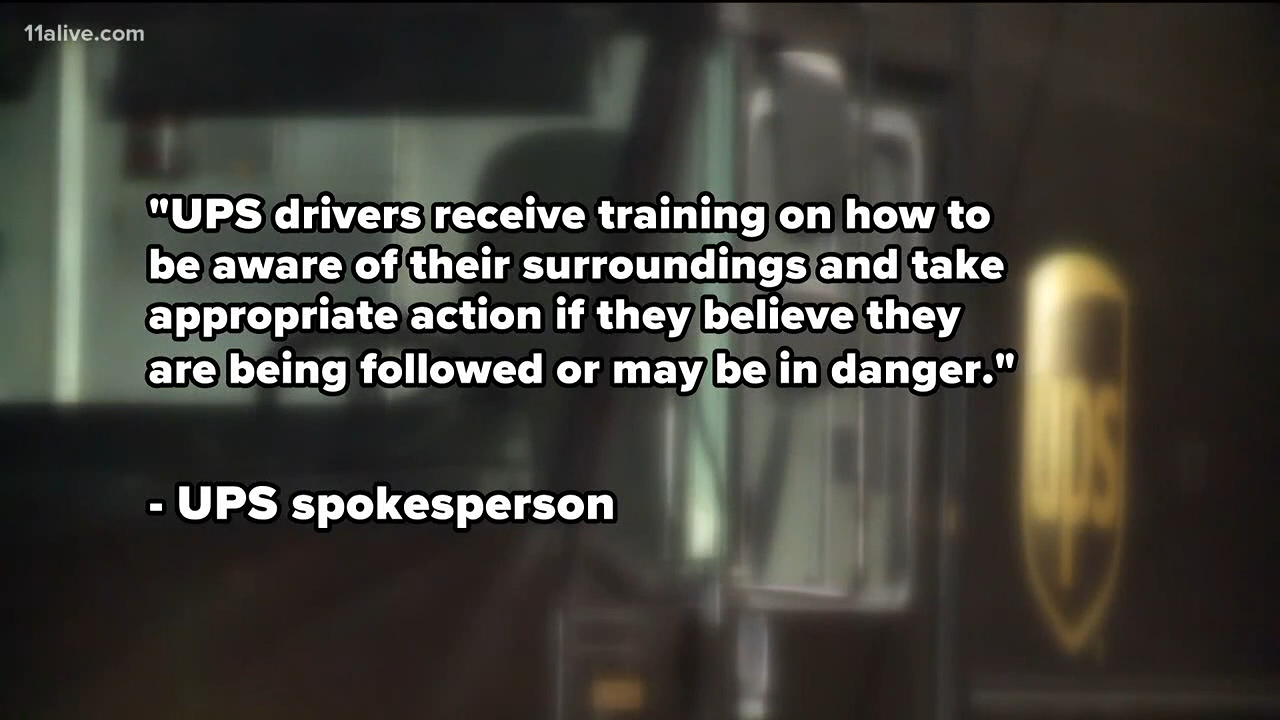 11alive.com
"UPS drivers receive training on how to
be aware of their surroundings and take
appropriate action if they believe they
are being followed or may be in danger."
- UPS spokesperson
ups